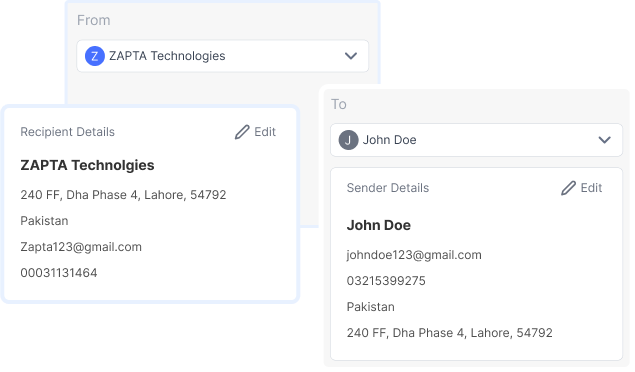 From
Z ZAPTA Technologies
Recipient Details Edit
ZAPTA Technolgies
240 FF, Dha Phase 4, Lahore, 54792
Pakistan
Zapta123@gmail.com
00031131464
To
J John Doe
Sender Details Edit
John Doe
johndoe123@gmail.com
03215399275
Pakistan
240 FF, Dha Phase 4, Lahore, 54792